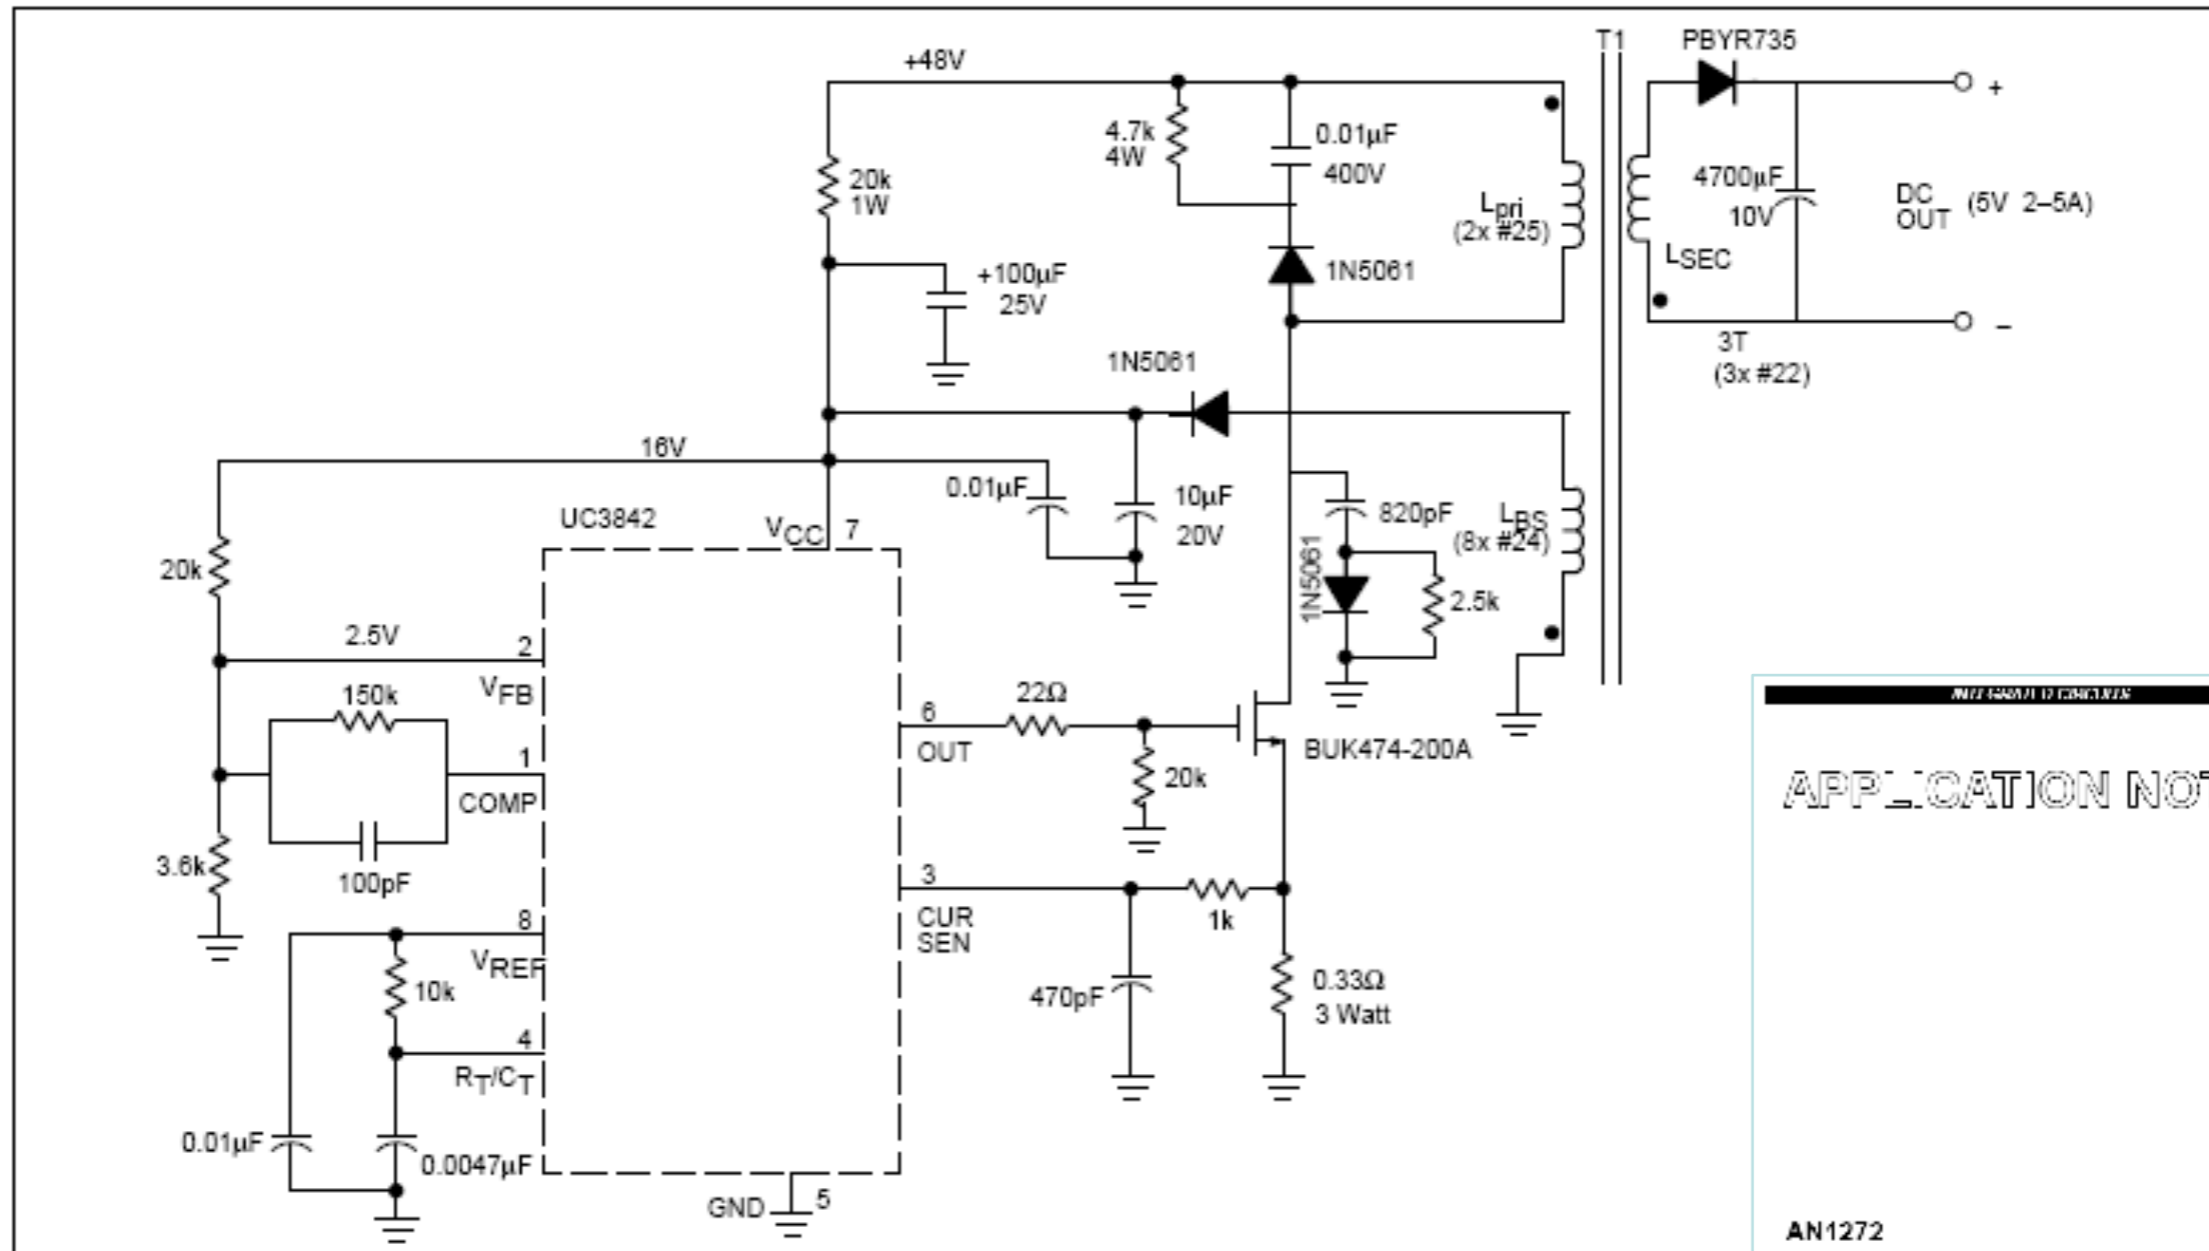 T1
PBYR735
+48V
+
4.7k
4W
0.01µF
400V
20k
1W
Lpri
(2x #25)
4700µF
10V
DC
OUT
(5V 2–5A)
LSEC
+100µF
25V
1N5061
–
3T
(3x #22)
1N5061
16V
0.01µF
10µF
20V
820pF
LBS
(8x #24)
UC3842
VCC
7
20k
1N5061
2.5k
2.5V
2
VFB
150k
22Ω
6
OUT
BUK474-200A
1
COMP
20k
3.6k
100pF
3
CUR
SEN
1k
8
VREF
10k
470pF
0.33Ω
3 Watt
4
RT/CT
0.01µF
0.0047µF
GND
5
INTEGRATED CIRCUITS
APPLICATION NOT
AN1272